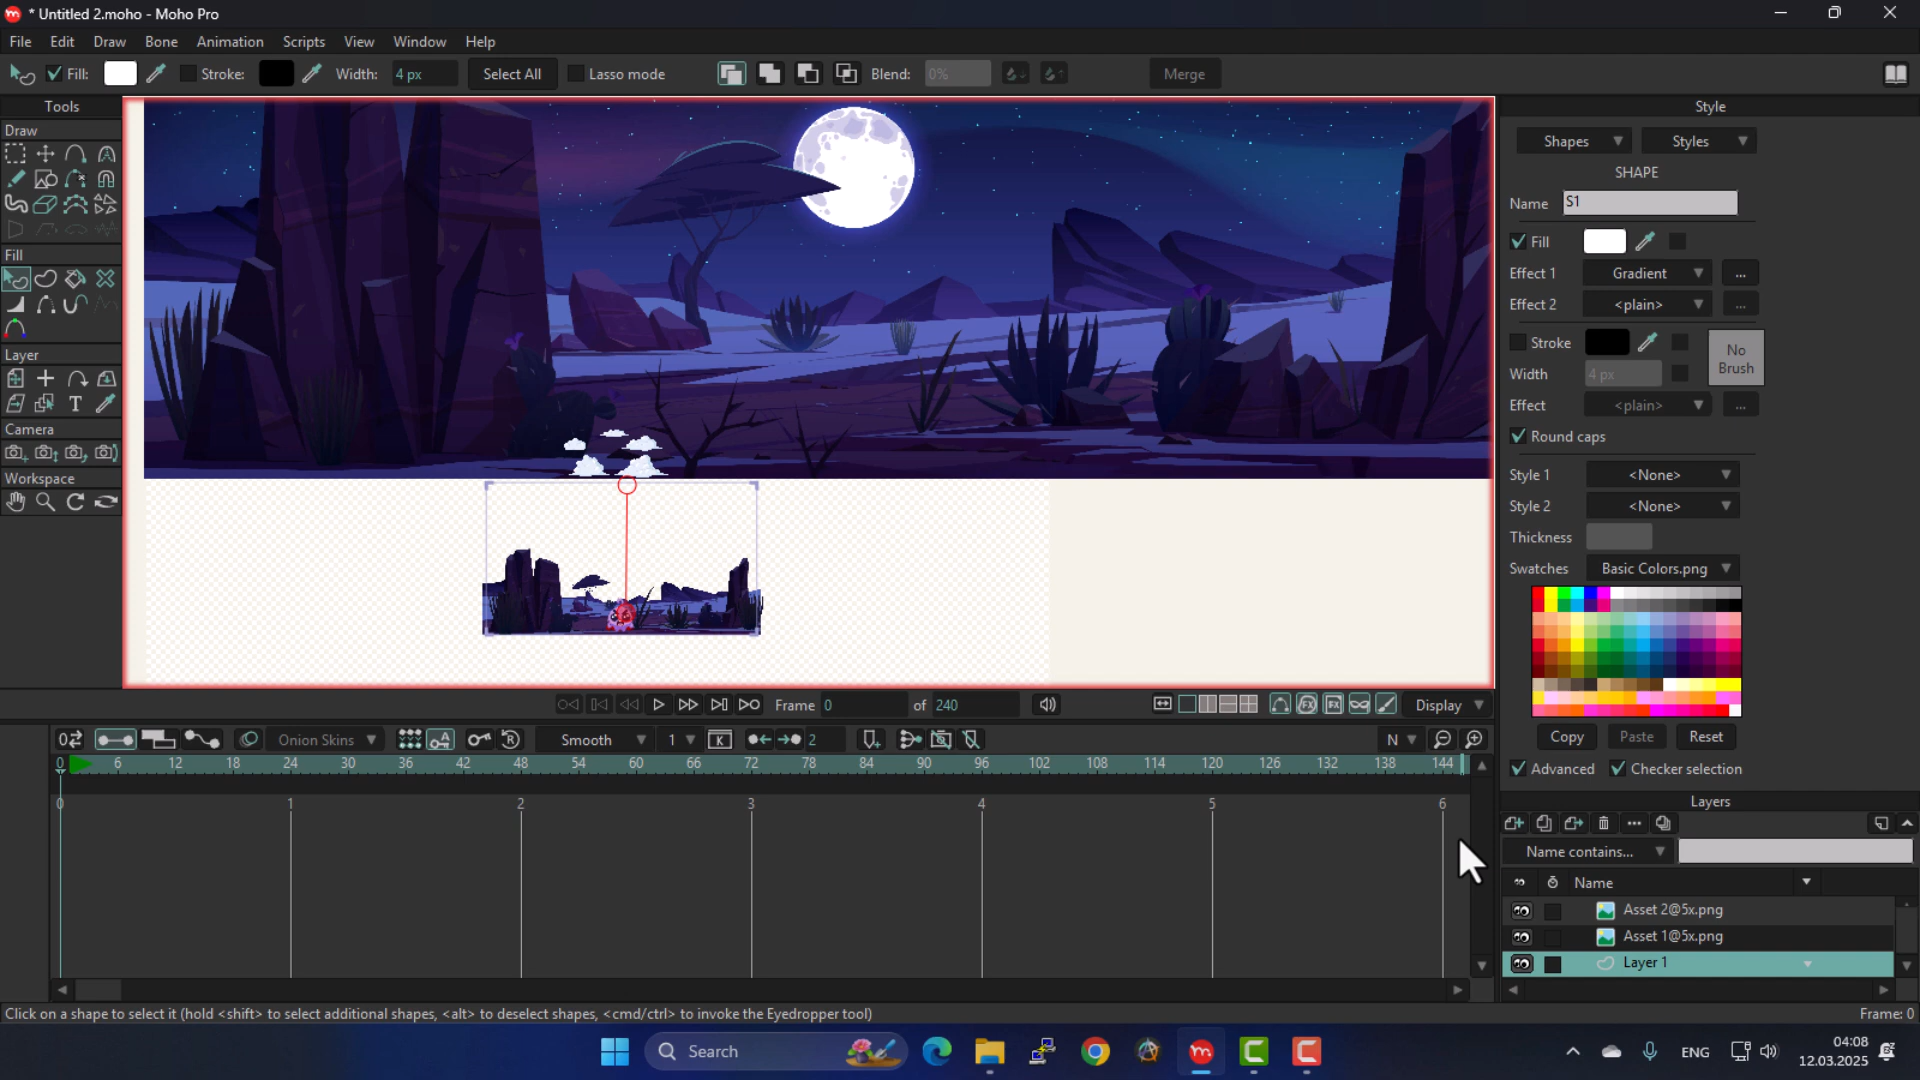 * Untitled 2.moho - Moho Pro
File Edit Draw Bone Animation Scripts View Window Help
Fill: Stroke: Width: 4 px Select All Lasso mode Blend: 0% Merge
Tools
Draw
Fill
Layer
Camera
Workspace
Style
Shapes Styles
SHAPE
Name S1
Fill
Effect 1 Gradient ...
Effect 2 <plain> ...
Stroke No Brush
Width 4 px
Effect <plain> ...
Round caps
Style 1 <None>
Style 2 <None>
Thickness
Swatches Basic Colors.png
Copy Paste Reset
Advanced Checker selection
Frame 0 of 240 Display
Onion Skins Smooth 1 2 N
0 6 12 18 24 30 36 42 48 54 60 66 72 78 84 90 96 102 108 114 120 126 132 138 144
0 1 2 3 4 5 6
Layers
Name contains...
Name
Asset 2@5x.png
Asset 1@5x.png
Layer 1
Click on a shape to select it (hold <shift> to select additional shapes, <alt> to deselect shapes, <cmd/ctrl> to invoke the Eyedropper tool) Frame: 0
Search ENG 04:08
12.03.2025